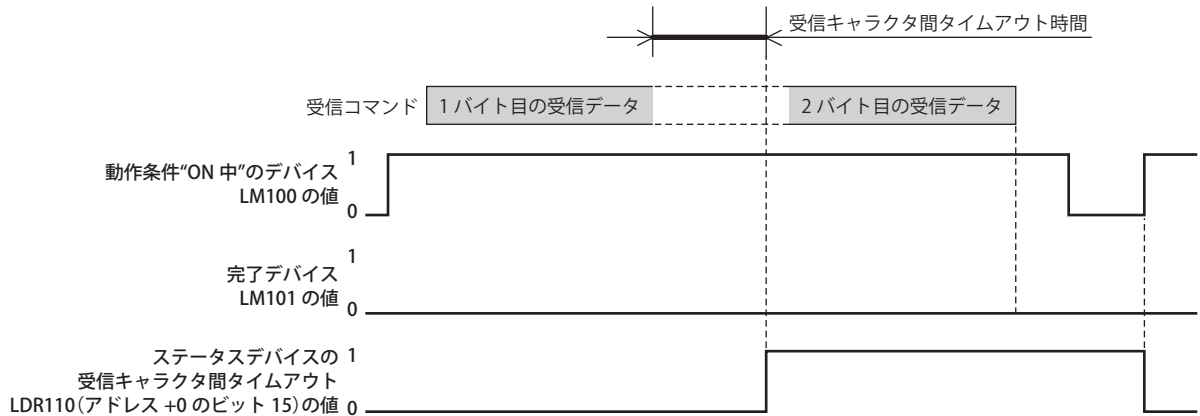 受信キャラクタ間タイムアウト時間
受信コマンド 1 バイト目の受信データ 2 バイト目の受信データ
動作条件“ON 中”のデバイス 1
LM100 の値
0
1
完了デバイス
LM101 の値
0
ステータスデバイスの 1
受信キャラクタ間タイムアウト
LDR110(アドレス +0 のビット 15)の値 0